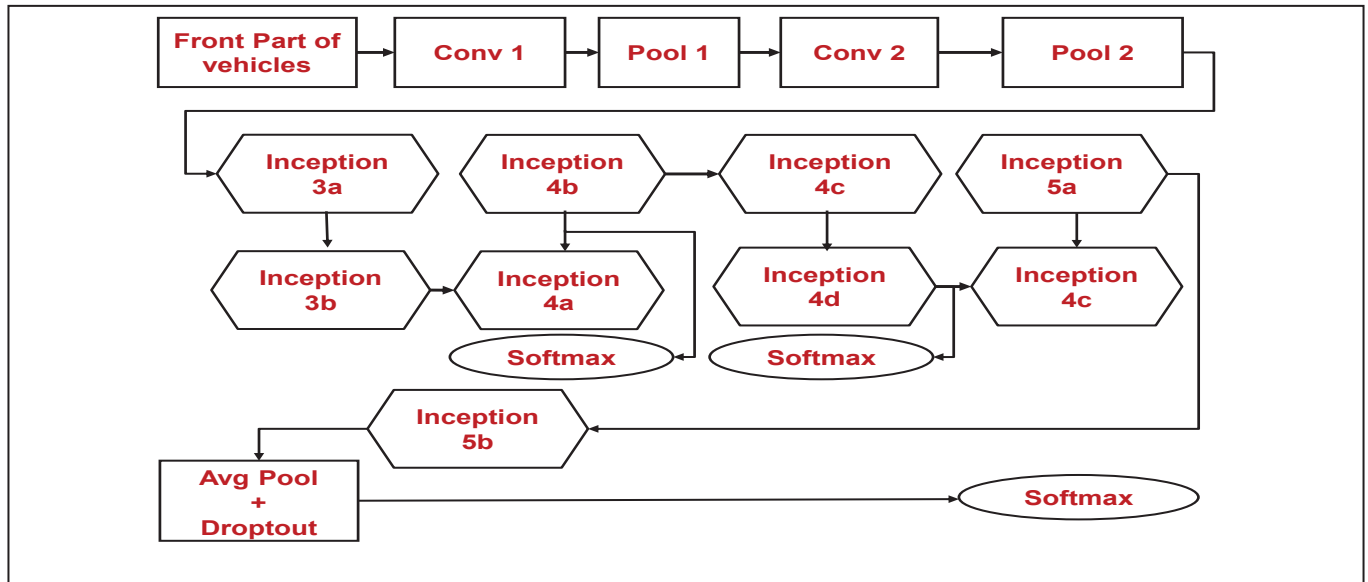 Front Part of
vehicles
Conv 1
Pool 1
Conv 2
Pool 2
Inception
3a
Inception
4b
Inception
4c
Inception
5a
Inception
3b
Inception
4a
Inception
4d
Inception
4c
Softmax
Softmax
Inception
5b
Avg Pool
+
Droptout
Softmax